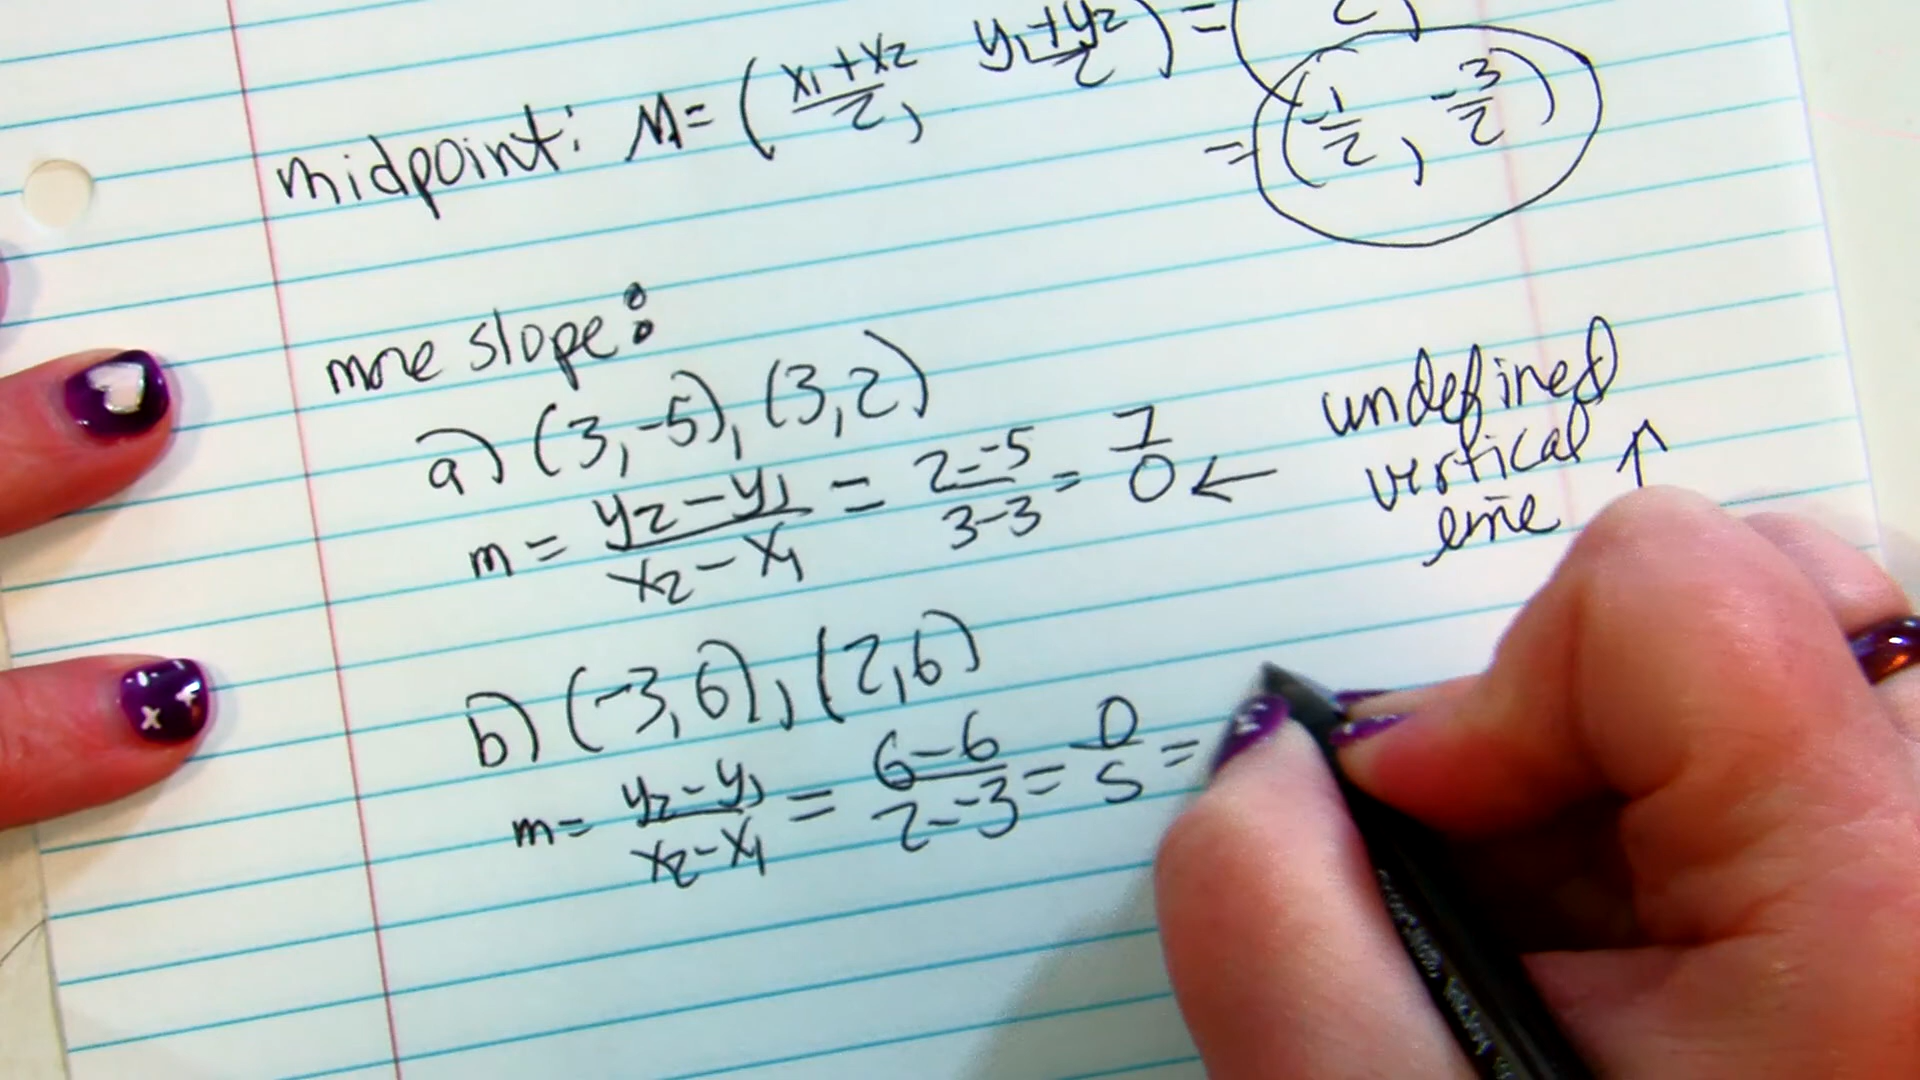 midpoint: M = (x₁+x₂/2, y₁+y₂/2) = ( 2)
= (-1/2, -3/2)
more slope:
a) (3,-5), (3,2)
m = y₂-y₁/x₂-x₁ = 2--5/3-3 = 7/0 ← undefined
vertical ↑
line
b) (-3,6), (2,6)
m = y₂-y₁/x₂-x₁ = 6-6/2--3 = 0/5 =